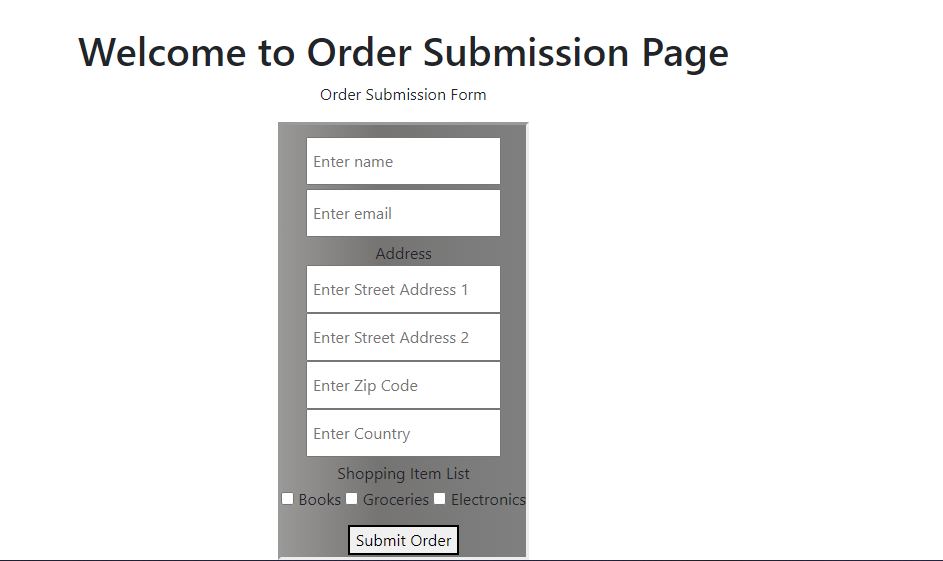 Welcome to Order Submission Page
Order Submission Form
Enter name
Enter email
Address
Enter Street Address 1
Enter Street Address 2
Enter Zip Code
Enter Country
Shopping Item List
Books Groceries Electronics
Submit Order